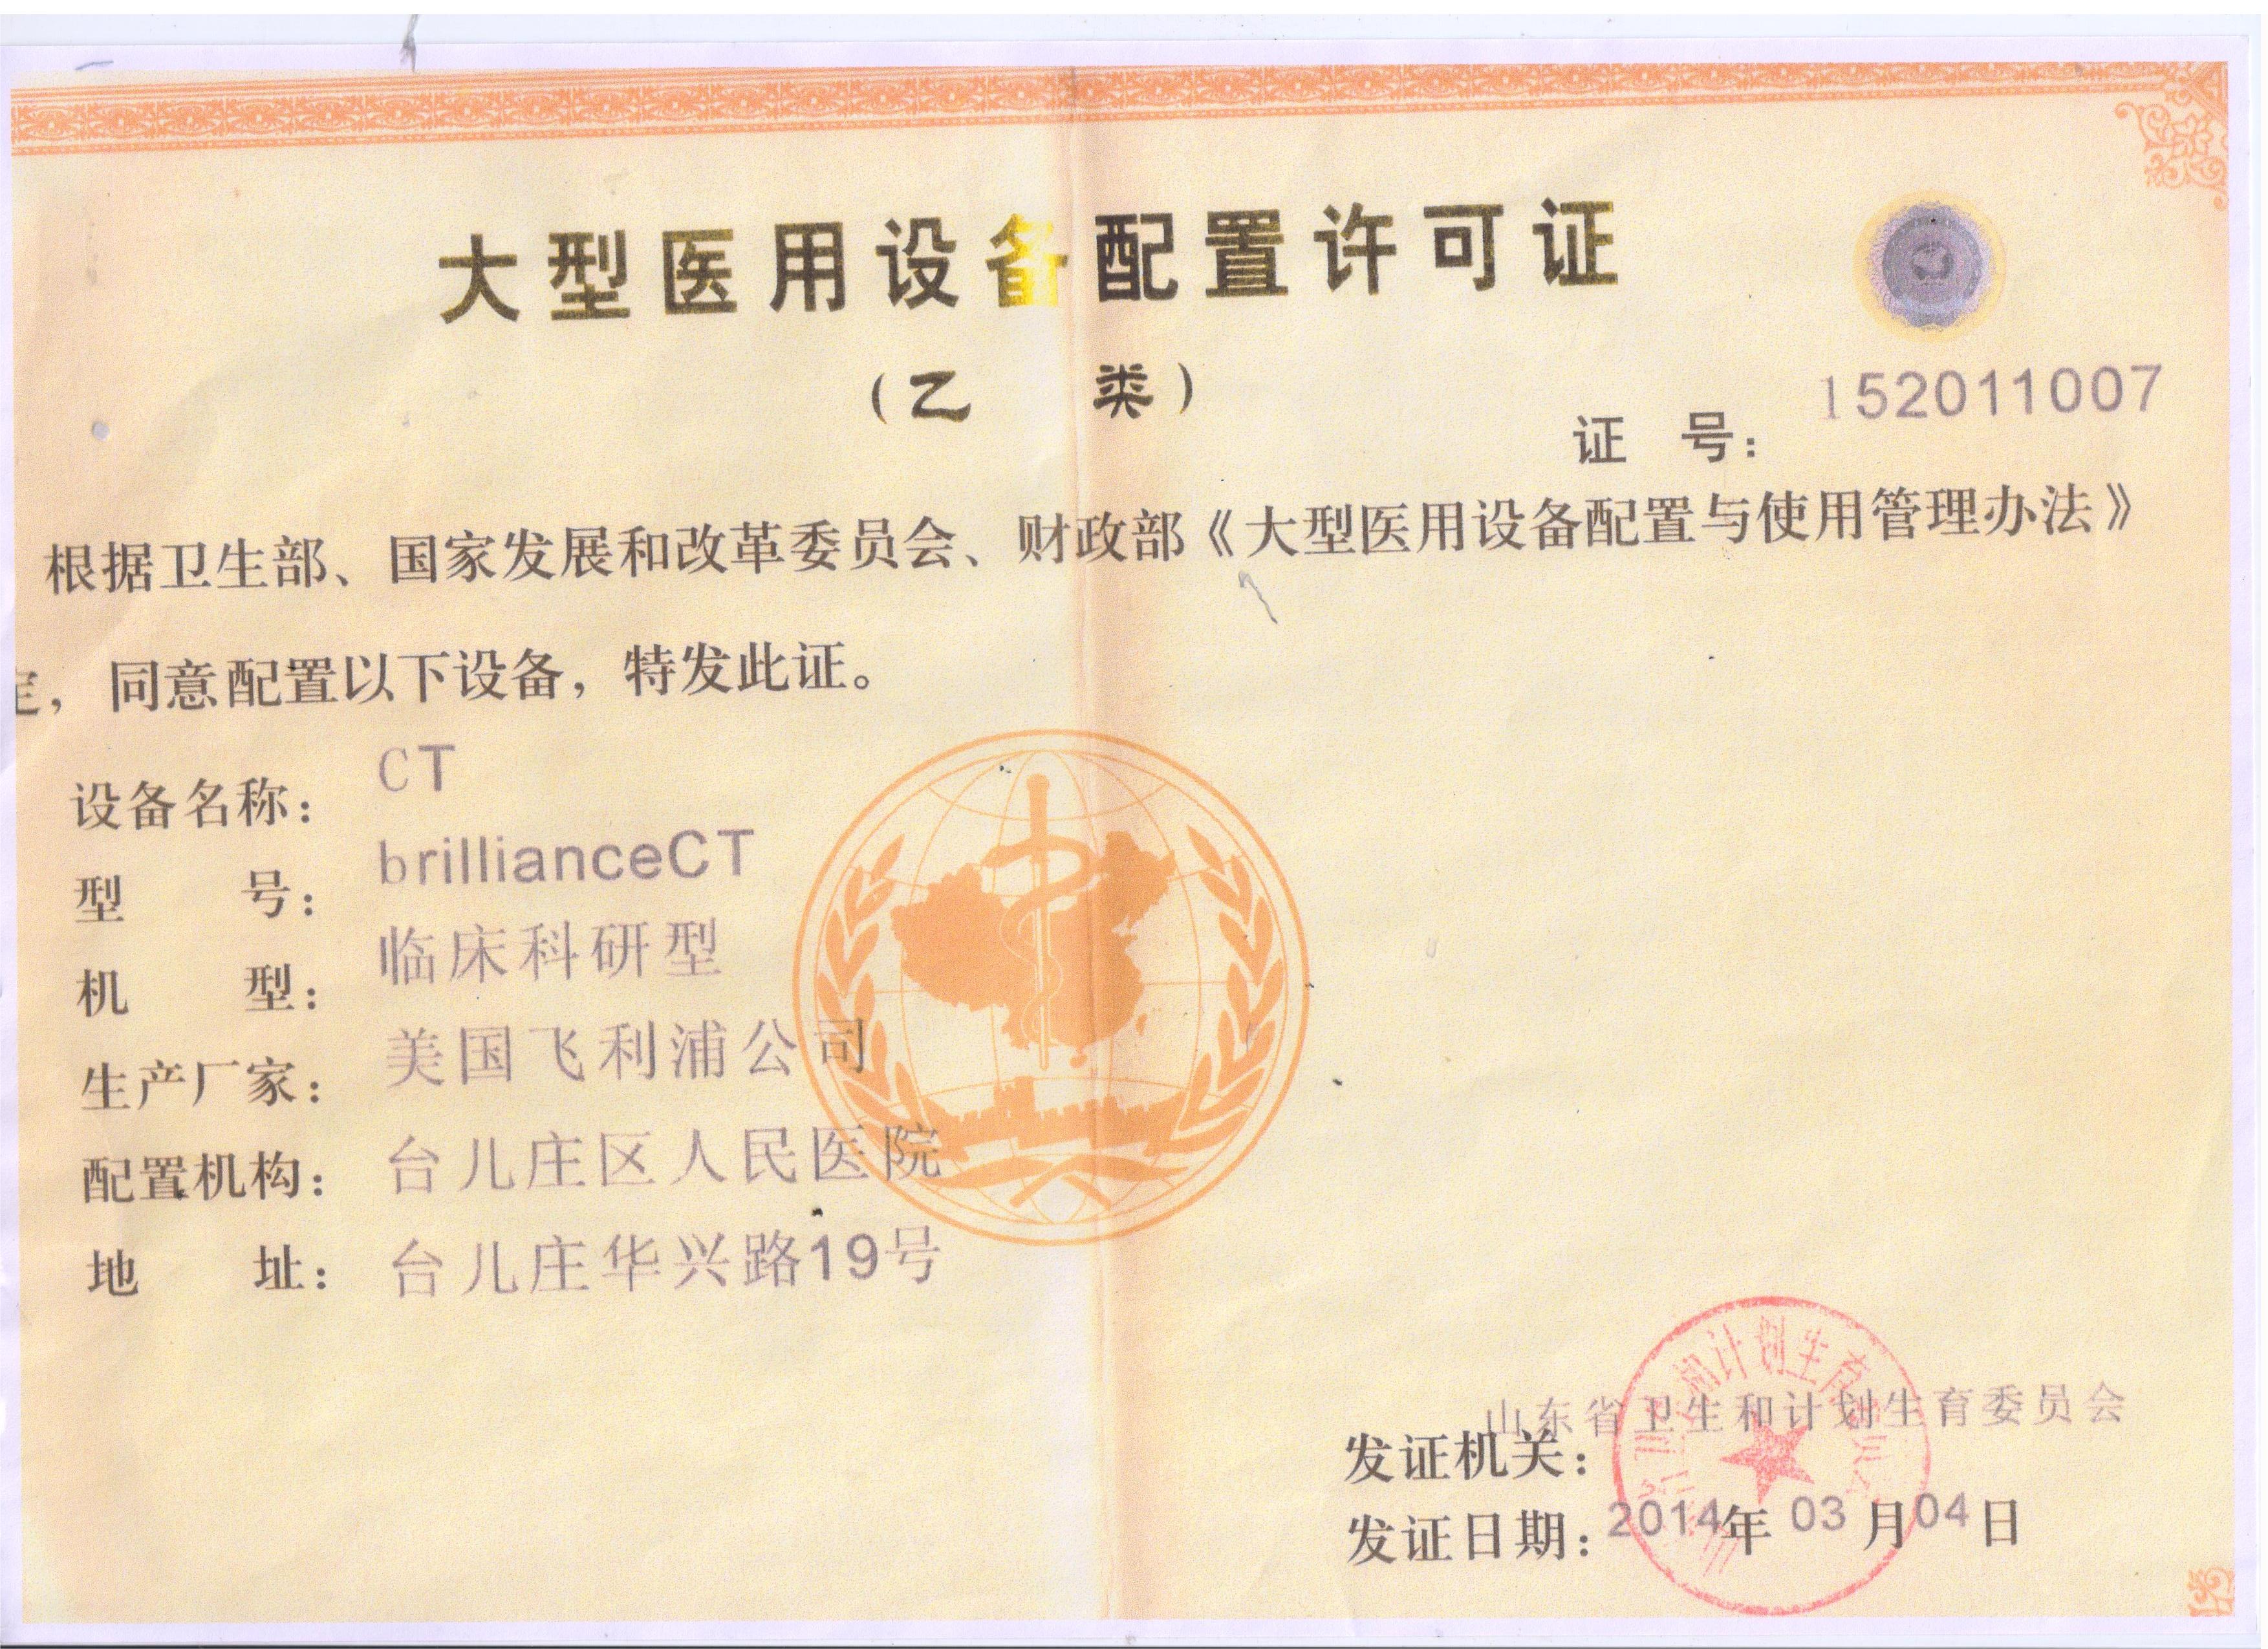 大型医用设备配置许可证
（乙 类）
证 号： 152011007
根据卫生部、国家发展和改革委员会、财政部《大型医用设备配置与使用管理办法》
定，同意配置以下设备，特发此证。
设备名称： CT
型 号： brillianceCT
机 型： 临床科研型
生产厂家： 美国飞利浦公司
配置机构： 台儿庄区人民医院
地 址： 台儿庄华兴路19号
发证机关： 山东省卫生和计划生育委员会
发证日期： 2014年 03 月 04 日